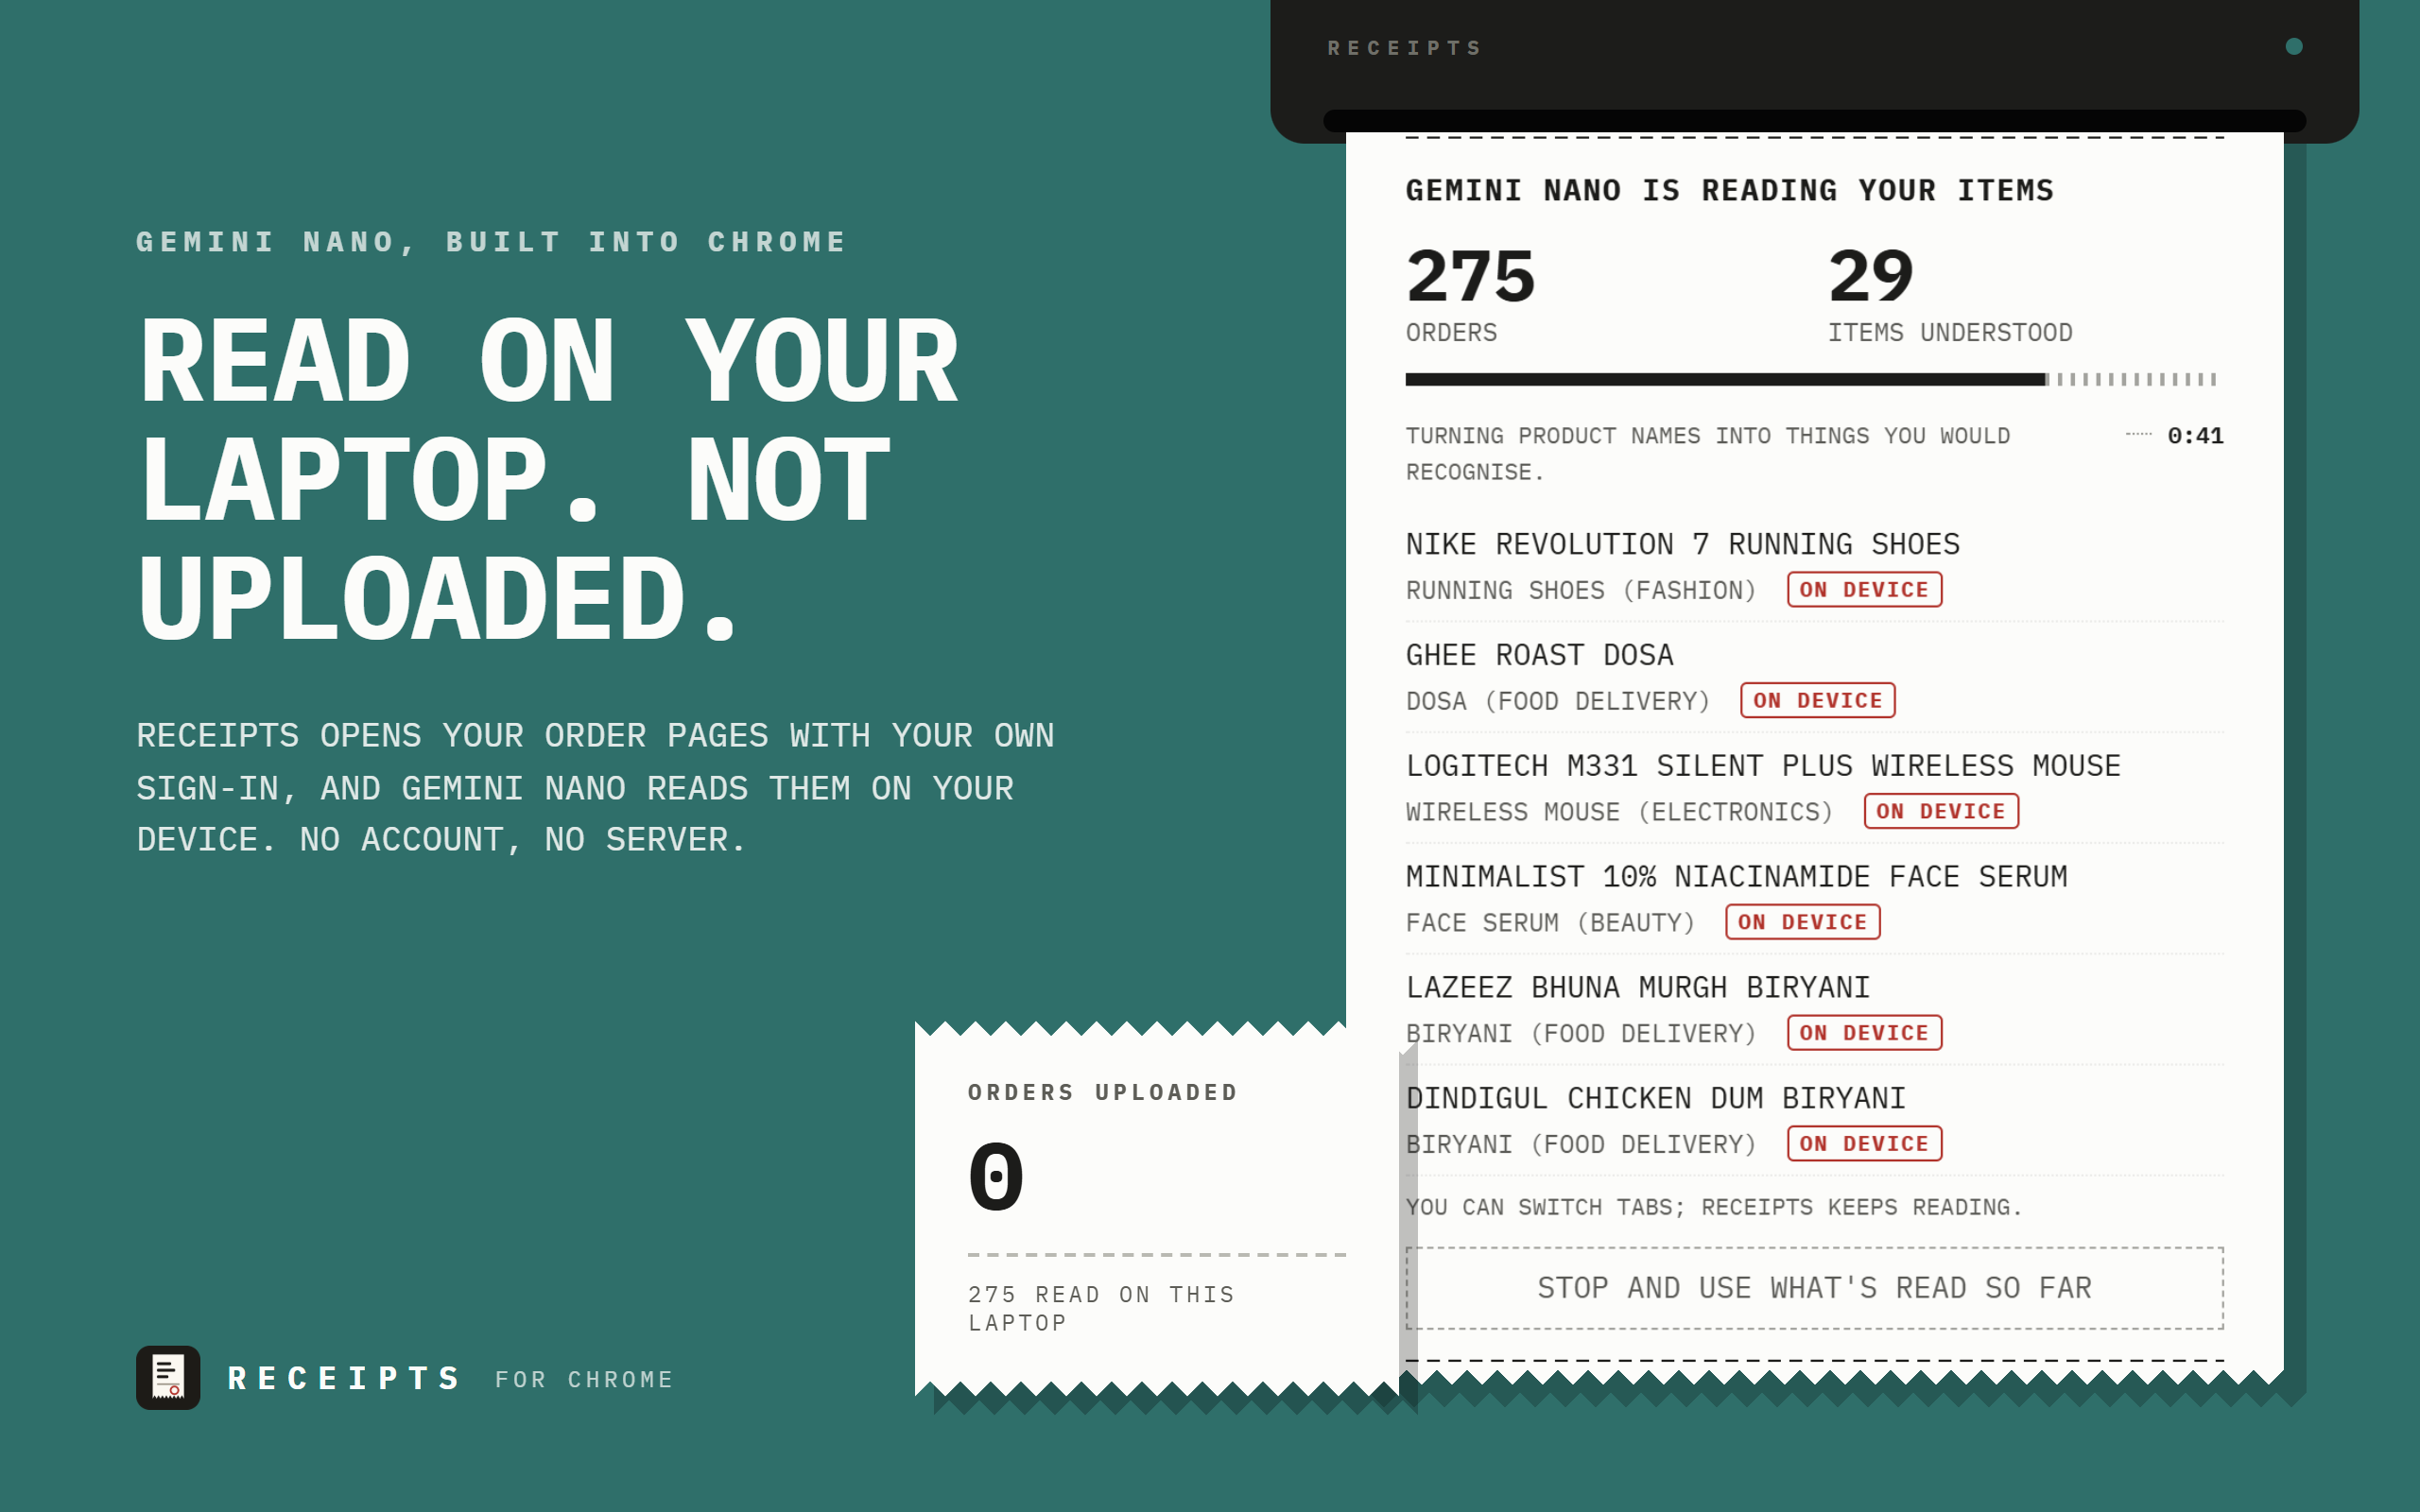 RECEIPTS
GEMINI NANO, BUILT INTO CHROME
READ ON YOUR
LAPTOP. NOT
UPLOADED.
RECEIPTS OPENS YOUR ORDER PAGES WITH YOUR OWN
SIGN-IN, AND GEMINI NANO READS THEM ON YOUR
DEVICE. NO ACCOUNT, NO SERVER.
GEMINI NANO IS READING YOUR ITEMS
275 29
ORDERS ITEMS UNDERSTOOD
TURNING PRODUCT NAMES INTO THINGS YOU WOULD 0:41
RECOGNISE.
NIKE REVOLUTION 7 RUNNING SHOES
RUNNING SHOES (FASHION) ON DEVICE
GHEE ROAST DOSA
DOSA (FOOD DELIVERY) ON DEVICE
LOGITECH M331 SILENT PLUS WIRELESS MOUSE
WIRELESS MOUSE (ELECTRONICS) ON DEVICE
MINIMALIST 10% NIACINAMIDE FACE SERUM
FACE SERUM (BEAUTY) ON DEVICE
LAZEEZ BHUNA MURGH BIRYANI
BIRYANI (FOOD DELIVERY) ON DEVICE
DINDIGUL CHICKEN DUM BIRYANI
BIRYANI (FOOD DELIVERY) ON DEVICE
YOU CAN SWITCH TABS; RECEIPTS KEEPS READING.
STOP AND USE WHAT'S READ SO FAR
ORDERS UPLOADED
0
275 READ ON THIS
LAPTOP
RECEIPTS FOR CHROME